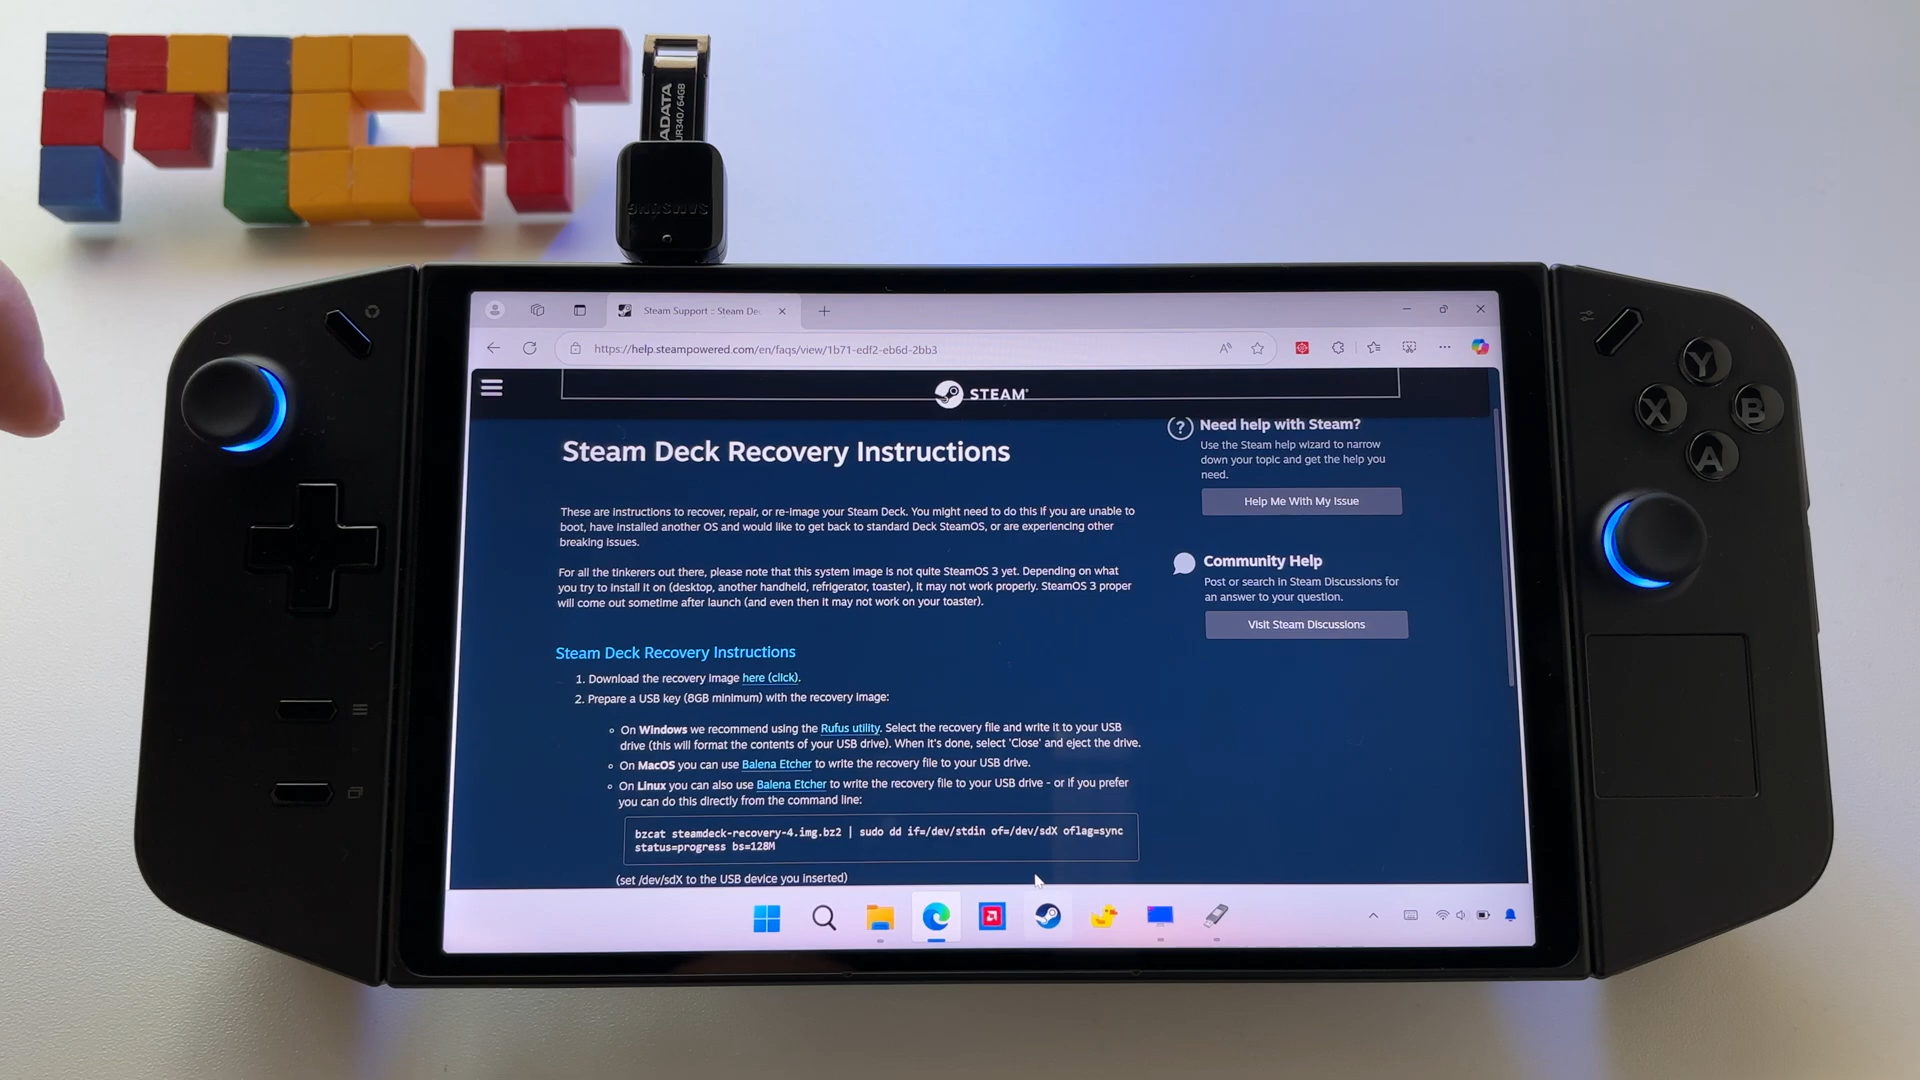 ADATA
UR340/64GB
SAMSUNG
Steam Support :: Steam De
https://help.steampowered.com/en/faqs/view/1b71-edf2-eb6d-2bb3
STEAM®
Steam Deck Recovery Instructions
These are instructions to recover, repair, or re-image your Steam Deck. You might need to do this if you are unable to
boot, have installed another OS and would like to get back to standard Deck SteamOS, or are experiencing other
breaking issues.
For all the tinkerers out there, please note that this system image is not quite SteamOS 3 yet. Depending on what
you try to install it on (desktop, another handheld, refrigerator, toaster), it may not work properly. SteamOS 3 proper
will come out sometime after launch (and even then it may not work on your toaster).
Steam Deck Recovery Instructions
1. Download the recovery image here (click).
2. Prepare a USB key (8GB minimum) with the recovery image:
On Windows we recommend using the Rufus utility. Select the recovery file and write it to your USB
drive (this will format the contents of your USB drive). When it's done, select 'Close' and eject the drive.
On MacOS you can use Balena Etcher to write the recovery file to your USB drive.
On Linux you can also use Balena Etcher to write the recovery file to your USB drive - or if you prefer
you can do this directly from the command line:
bzcat steamdeck-recovery-4.img.bz2 | sudo dd if=/dev/stdin of=/dev/sdX oflag=sync
status=progress bs=128M
(set /dev/sdX to the USB device you inserted)
Need help with Steam?
Use the Steam help wizard to narrow
down your topic and get the help you
need.
Help Me With My Issue
Community Help
Post or search in Steam Discussions for
an answer to your question.
Visit Steam Discussions
Y
X
B
A